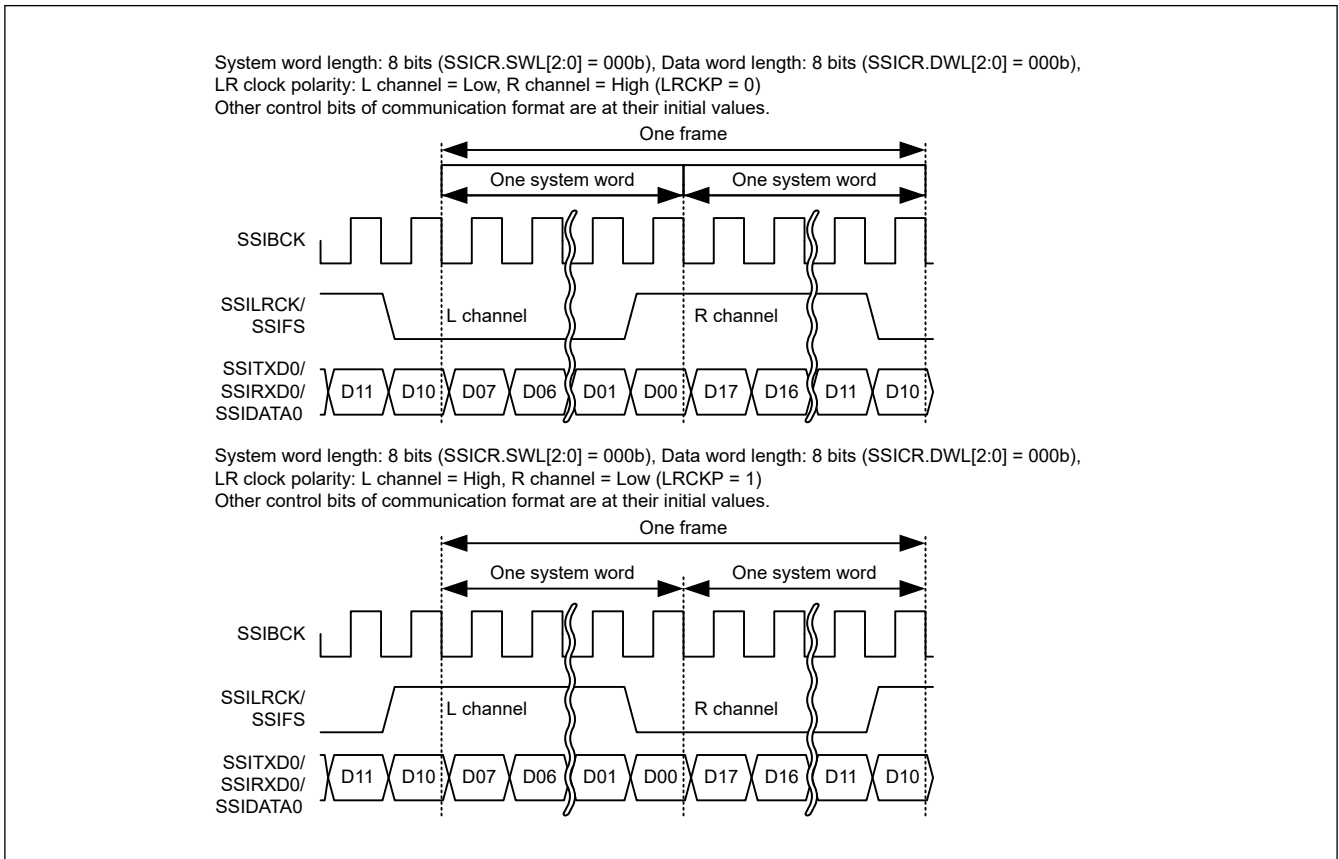 System word length: 8 bits (SSICR.SWL[2:0] = 000b), Data word length: 8 bits (SSICR.DWL[2:0] = 000b),
LR clock polarity: L channel = Low, R channel = High (LRCKP = 0)
Other control bits of communication format are at their initial values.
One frame
One system word One system word
SSIBCK
SSILRCK/
SSIFS
L channel R channel
SSITXD0/
SSIRXD0/
SSIDATA0
D11 D10 D07 D06 D01 D00 D17 D16 D11 D10
System word length: 8 bits (SSICR.SWL[2:0] = 000b), Data word length: 8 bits (SSICR.DWL[2:0] = 000b),
LR clock polarity: L channel = High, R channel = Low (LRCKP = 1)
Other control bits of communication format are at their initial values.
One frame
One system word One system word
SSIBCK
SSILRCK/
SSIFS
L channel R channel
SSITXD0/
SSIRXD0/
SSIDATA0
D11 D10 D07 D06 D01 D00 D17 D16 D11 D10